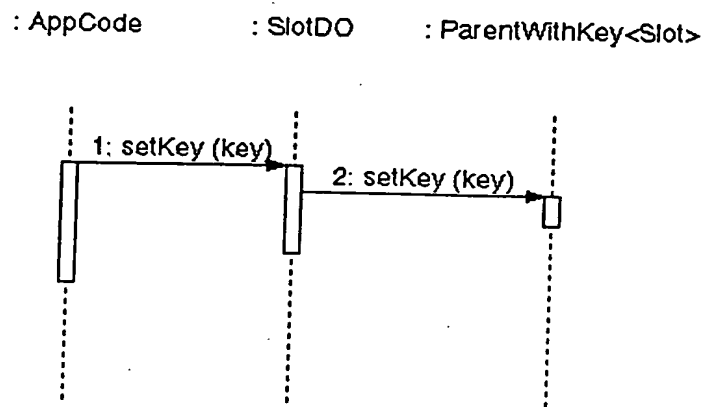 : AppCode : SlotDO : ParentWithKey<Slot>
1: setKey (key)
2: setKey (key)